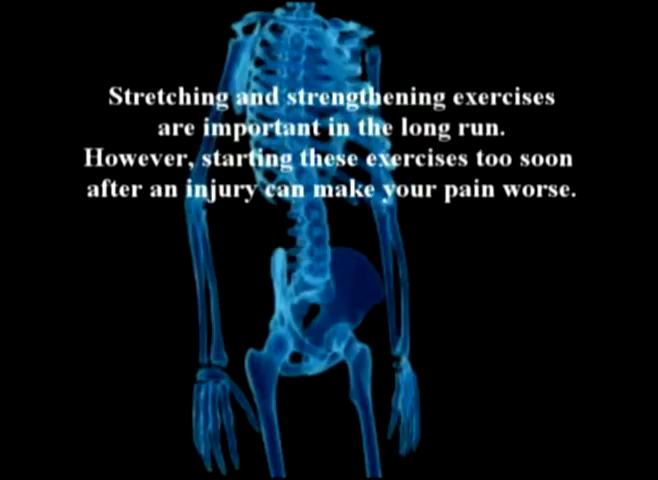 Stretching and strengthening exercises
are important in the long run.
However, starting these exercises too soon
after an injury can make your pain worse.